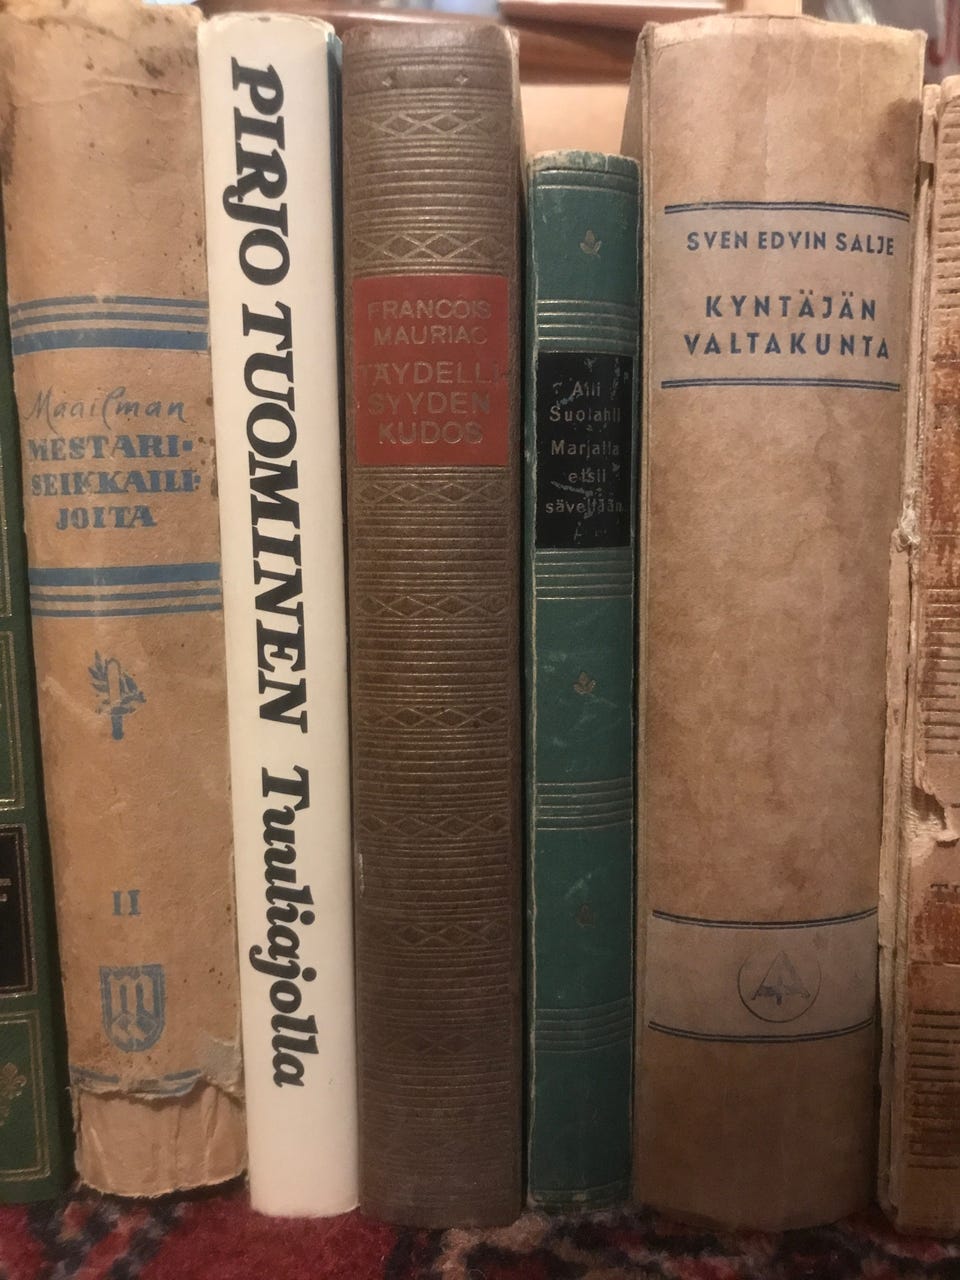 Maailman
MESTARI-
SEIKKAILI-
JOITA
II
PIRJO TUOMINEN Tuuliajolla
FRANCOIS
MAURIAC
TÄYDELLI-
SYYDEN
KUDOS
Aili
Suolahti
Marjatta
etsii
säveltään
SVEN EDVIN SALJE
KYNTÄJÄN
VALTAKUNTA